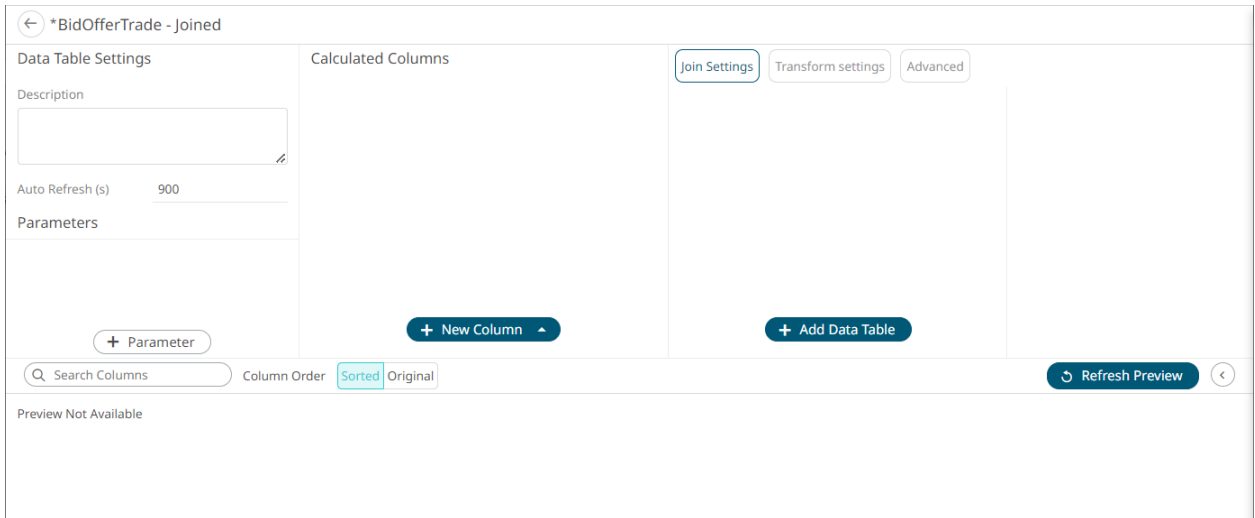 *BidOfferTrade - Joined
Data Table Settings
Calculated Columns
Join Settings
Transform settings
Advanced
Description
Auto Refresh (s) 900
Parameters
+ New Column
+ Add Data Table
+ Parameter
Search Columns
Column Order Sorted Original
Refresh Preview
Preview Not Available